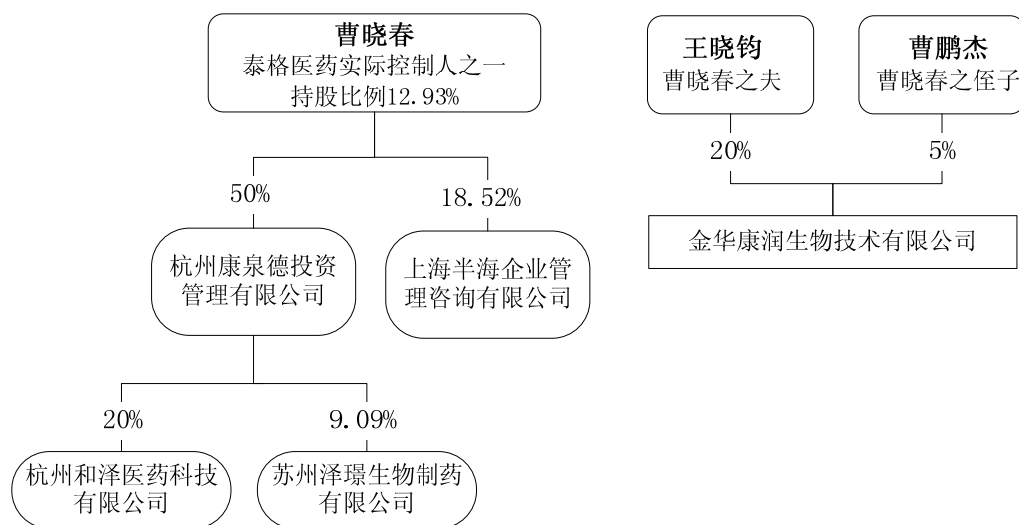 曹晓春
泰格医药实际控制人之一
持股比例12.93%
王晓钧
曹晓春之夫
曹鹏杰
曹晓春之侄子
50%
18.52%
20%
5%
杭州康泉德投资
管理有限公司
上海半海企业管
理咨询有限公司
金华康润生物技术有限公司
20%
9.09%
杭州和泽医药科技
有限公司
苏州泽璟生物制药
有限公司